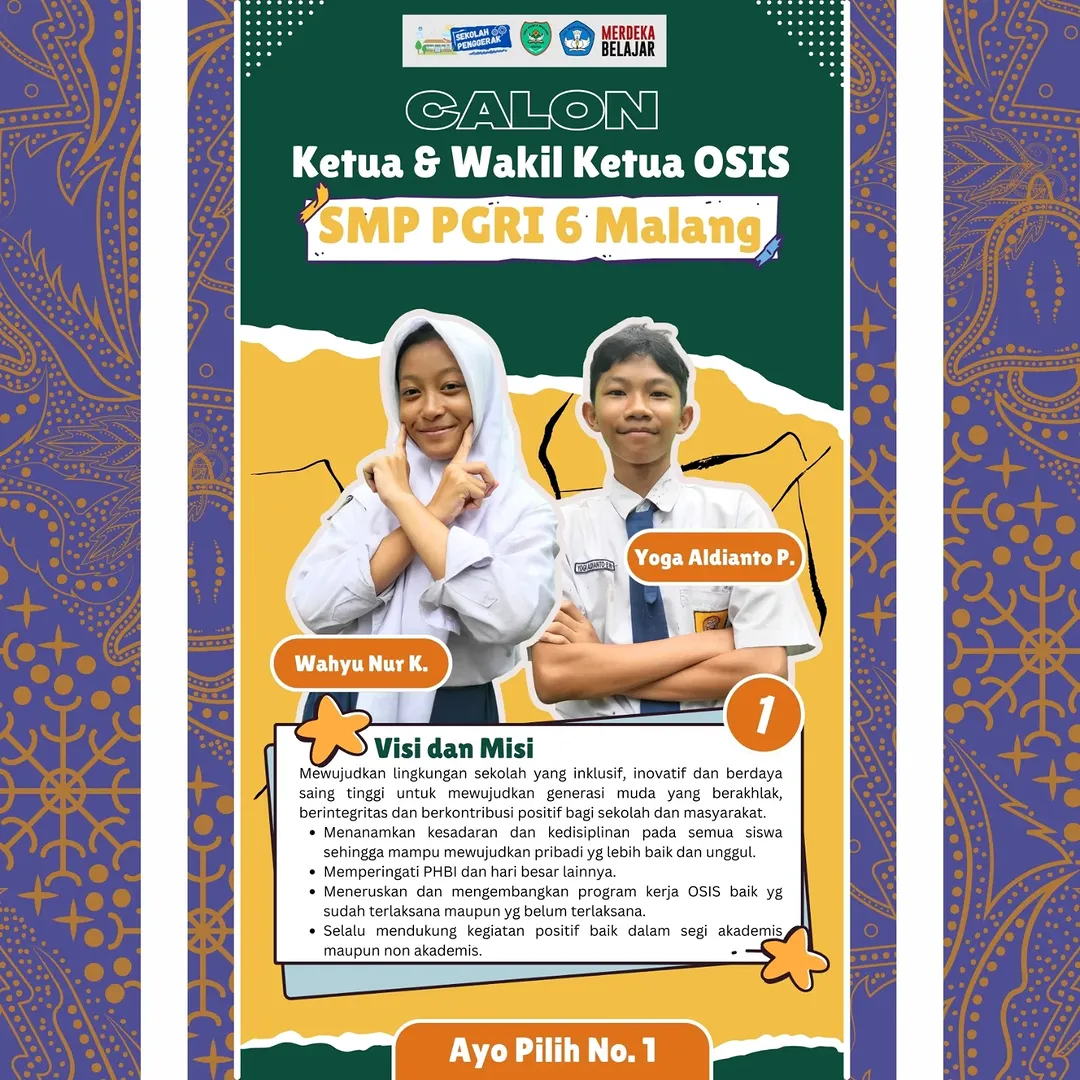 SEKOLAH
PENGGERAK
MERDEKA
BELAJAR
CALON
Ketua & Wakil Ketua OSIS
SMP PGRI 6 Malang
Yoga Aldianto P.
Wahyu Nur K.
1
Visi dan Misi
Mewujudkan lingkungan sekolah yang inklusif, inovatif dan berdaya
saing tinggi untuk mewujudkan generasi muda yang berakhlak,
berintegritas dan berkontribusi positif bagi sekolah dan masyarakat.
• Menanamkan kesadaran dan kedisiplinan pada semua siswa
sehingga mampu mewujudkan pribadi yg lebih baik dan unggul.
• Memperingati PHBI dan hari besar lainnya.
• Meneruskan dan mengembangkan program kerja OSIS baik yg
sudah terlaksana maupun yg belum terlaksana.
• Selalu mendukung kegiatan positif baik dalam segi akademis
maupun non akademis.
Ayo Pilih No. 1